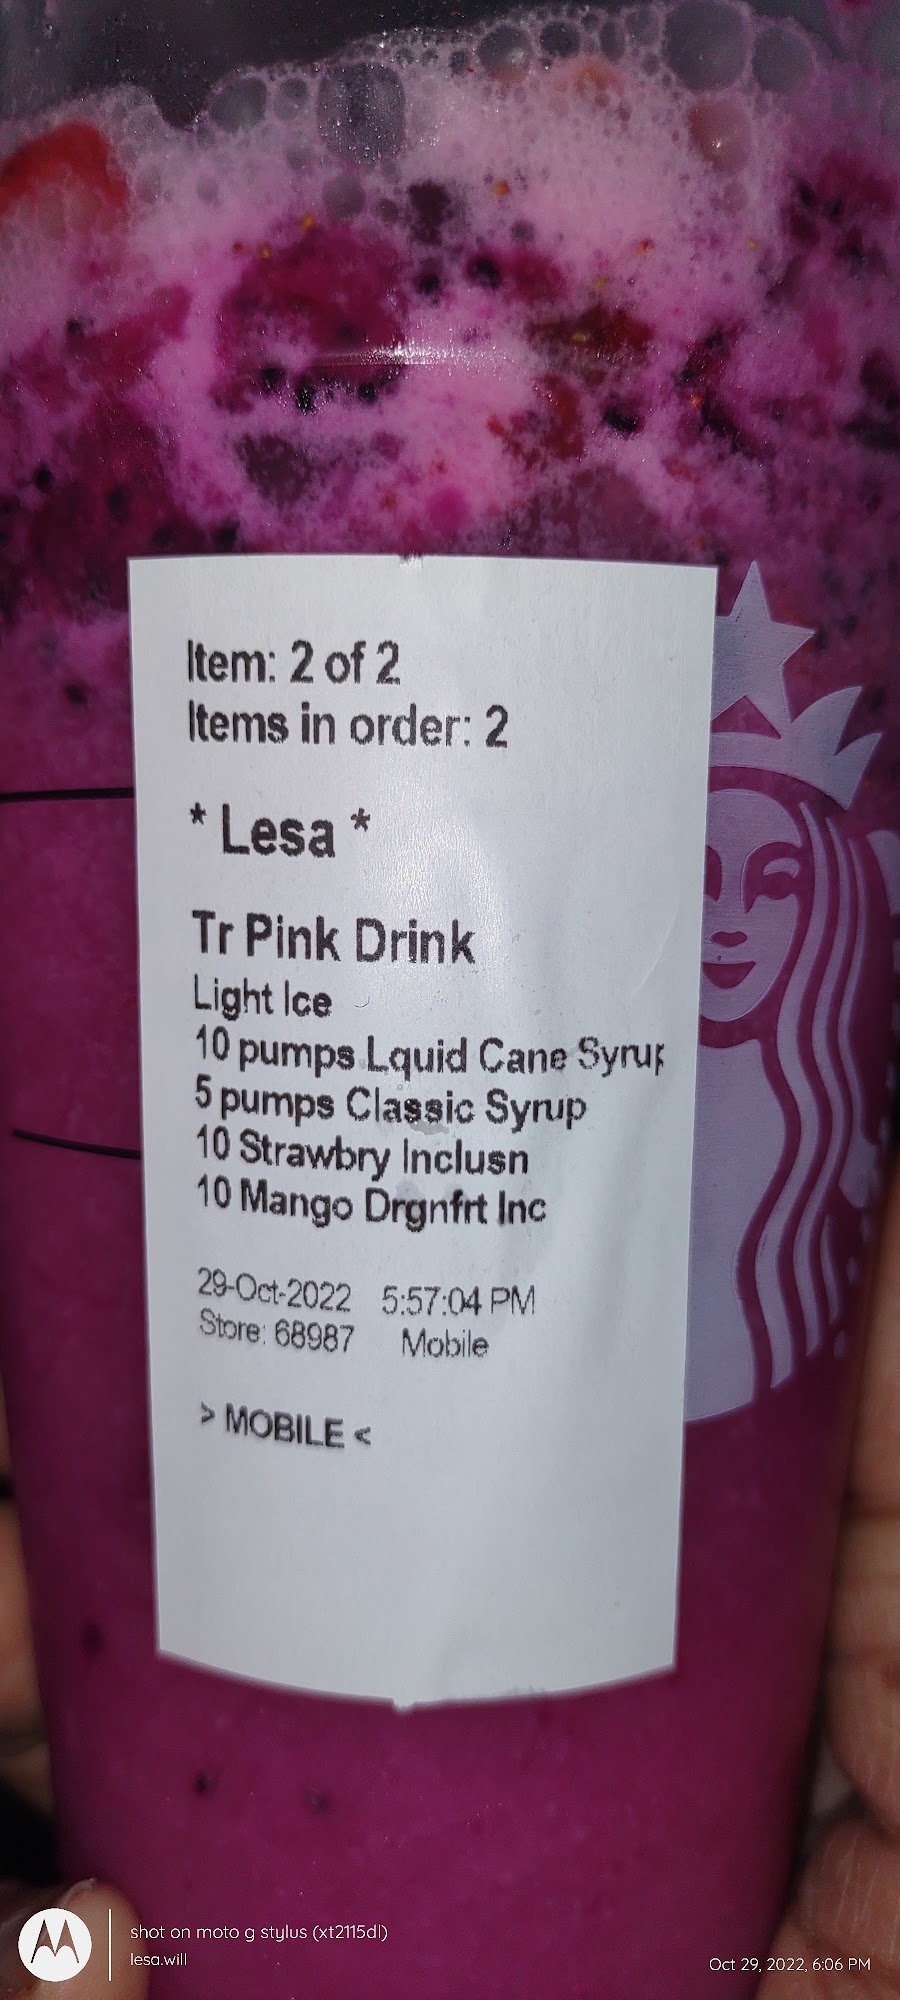 Item: 2 of 2
Items in order: 2
* Lesa *
Tr Pink Drink
Light Ice
10 pumps Lquid Cane Syrup
5 pumps Classic Syrup
10 Strawbry Inclusn
10 Mango Drgnfrt Inc
29-Oct-2022 5:57:04 PM
Store: 68987 Mobile
> MOBILE <
shot on moto g stylus (xt2115dl)
lesa.will
Oct 29, 2022, 6:06 PM